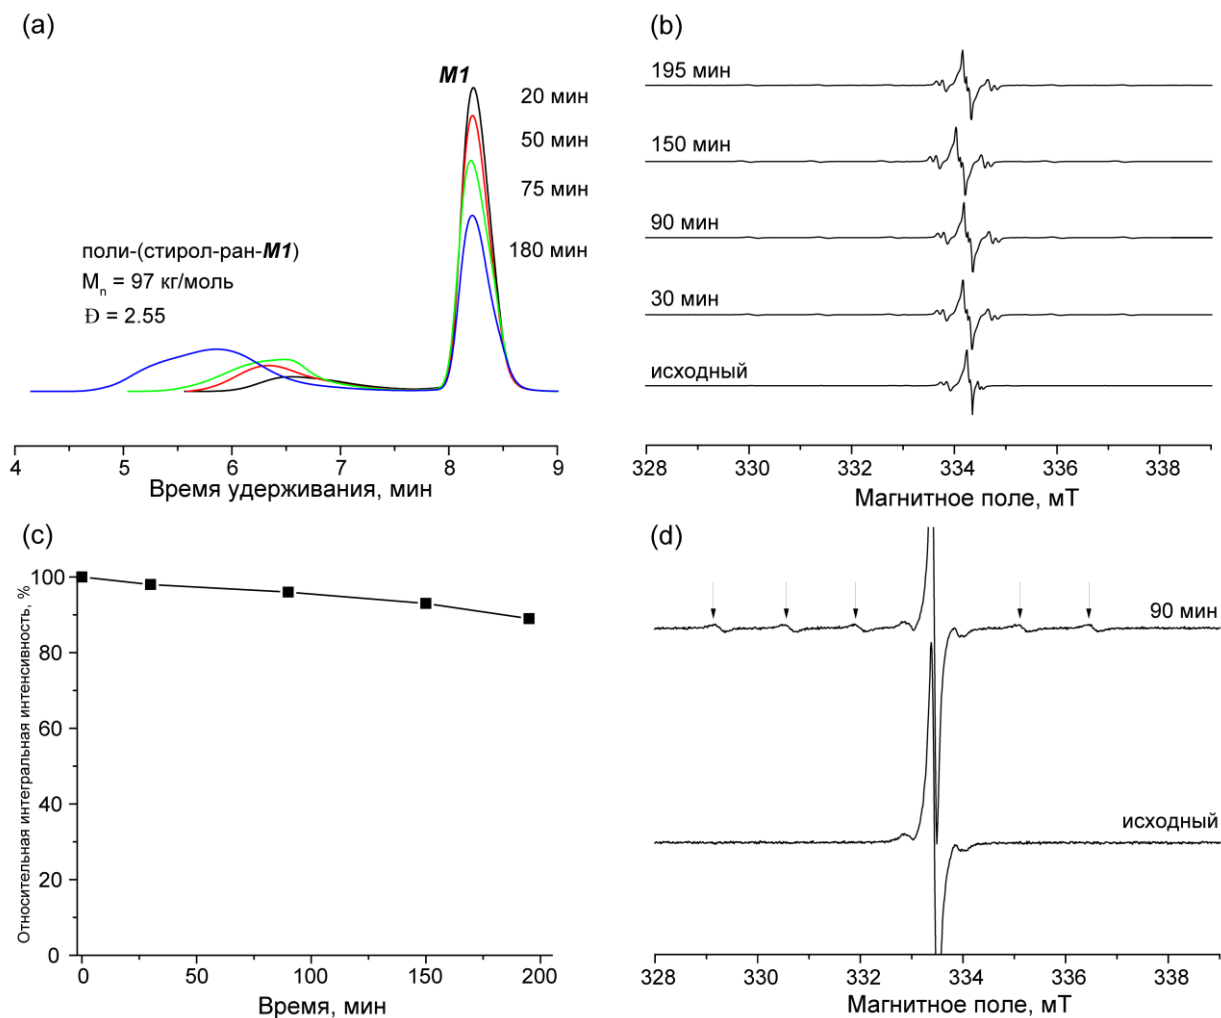 (a)
M1
20 мин
50 мин
75 мин
180 мин
поли-(стирол-ран-M1)
Mn = 97 кг/моль
Đ = 2.55
4 5 6 7 8 9
Время удерживания, мин
(b)
195 мин
150 мин
90 мин
30 мин
исходный
328 330 332 334 336 338
Магнитное поле, мТ
(c)
Относительная интегральная интенсивность, %
100
80
60
40
20
0
0 50 100 150 200
Время, мин
(d)
90 мин
исходный
328 330 332 334 336 338
Магнитное поле, мТ